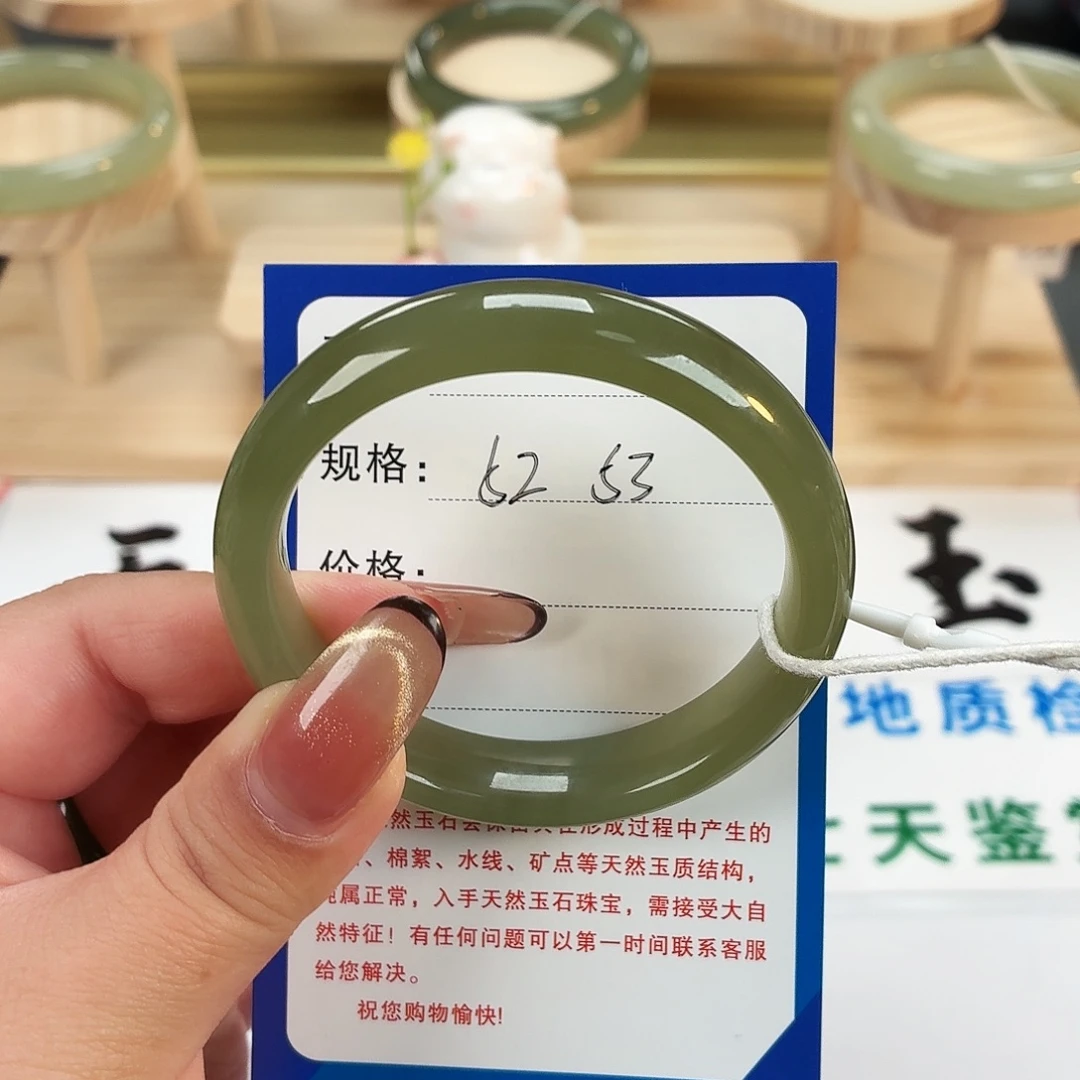 规格: 52 53
价格:
玉
地质检
天鉴
然玉石会保留其在形成过程中产生的
、棉絮、水线、矿点等天然玉质结构,
属正常,入手天然玉石珠宝,需接受大自
然特征!有任何问题可以第一时间联系客服
给您解决。
祝您购物愉快!